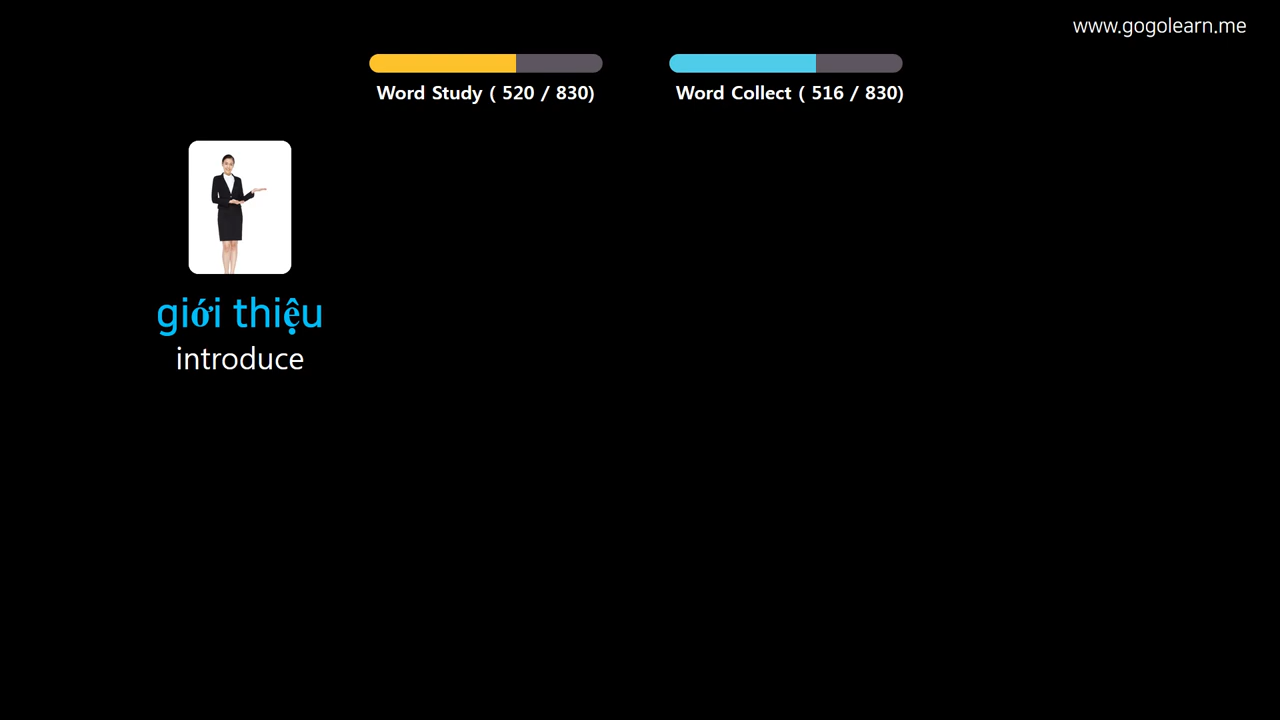 www.gogolearn.me
Word Study ( 520 / 830)
Word Collect ( 516 / 830)
giới thiệu
introduce